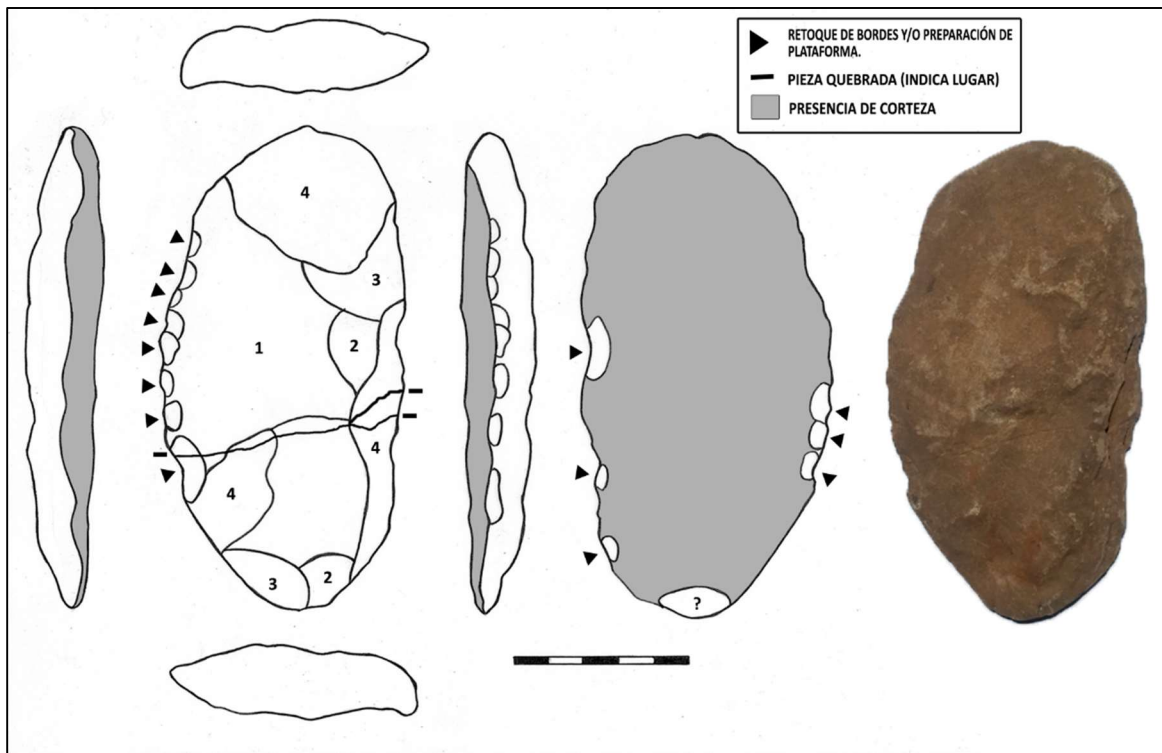 RETOQUE DE BORDES Y/O PREPARACIÓN DE
PLATAFORMA.
PIEZA QUEBRADA (INDICA LUGAR)
PRESENCIA DE CORTEZA
4
3
1
2
4
4
3
2
?